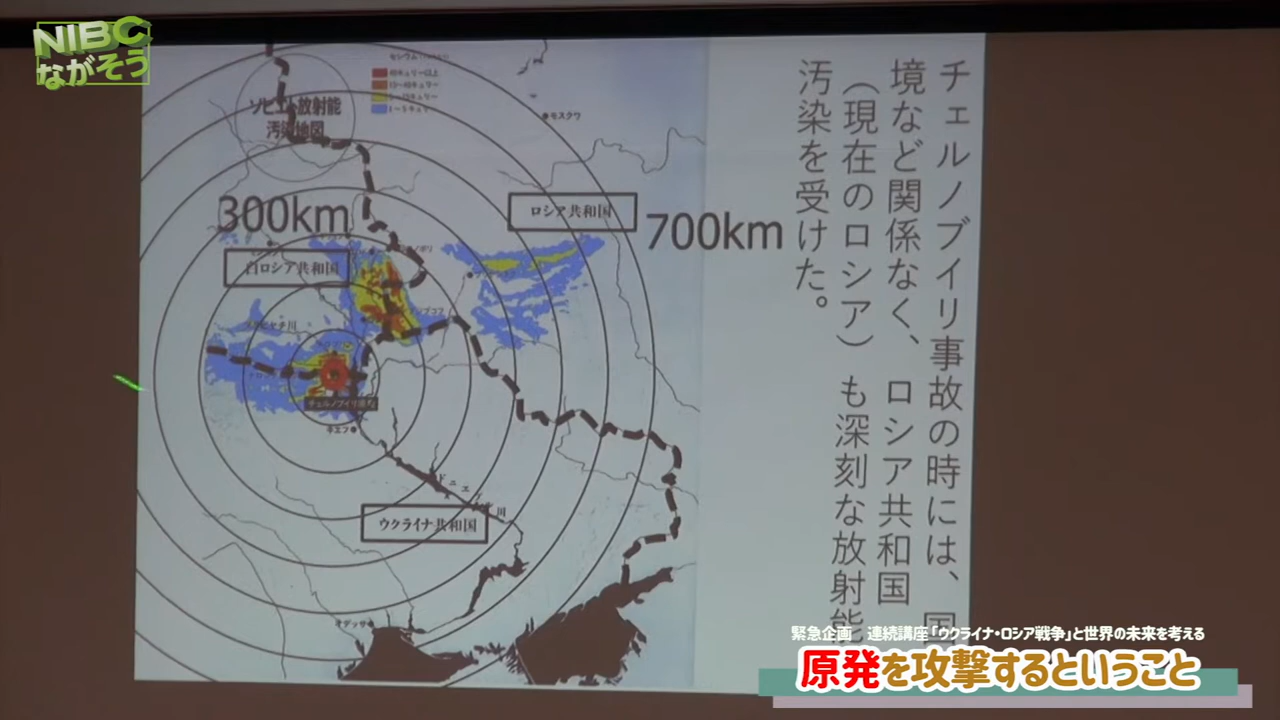 NIBC
ながそう
チェルノブイリ事故の時には、国
境など関係なく、ロシア共和国
（現在のロシア）も深刻な放射能
汚染を受けた。
セシウム
ソビエト放射能
汚染地図
モスクワ
300km
ロシア共和国
700km
白ロシア共和国
チェルノブイリ原発
キエフ
ウクライナ共和国
オデッサ
緊急企画 連続講座「ウクライナ・ロシア戦争」と世界の未来を考える
原発を攻撃するということ